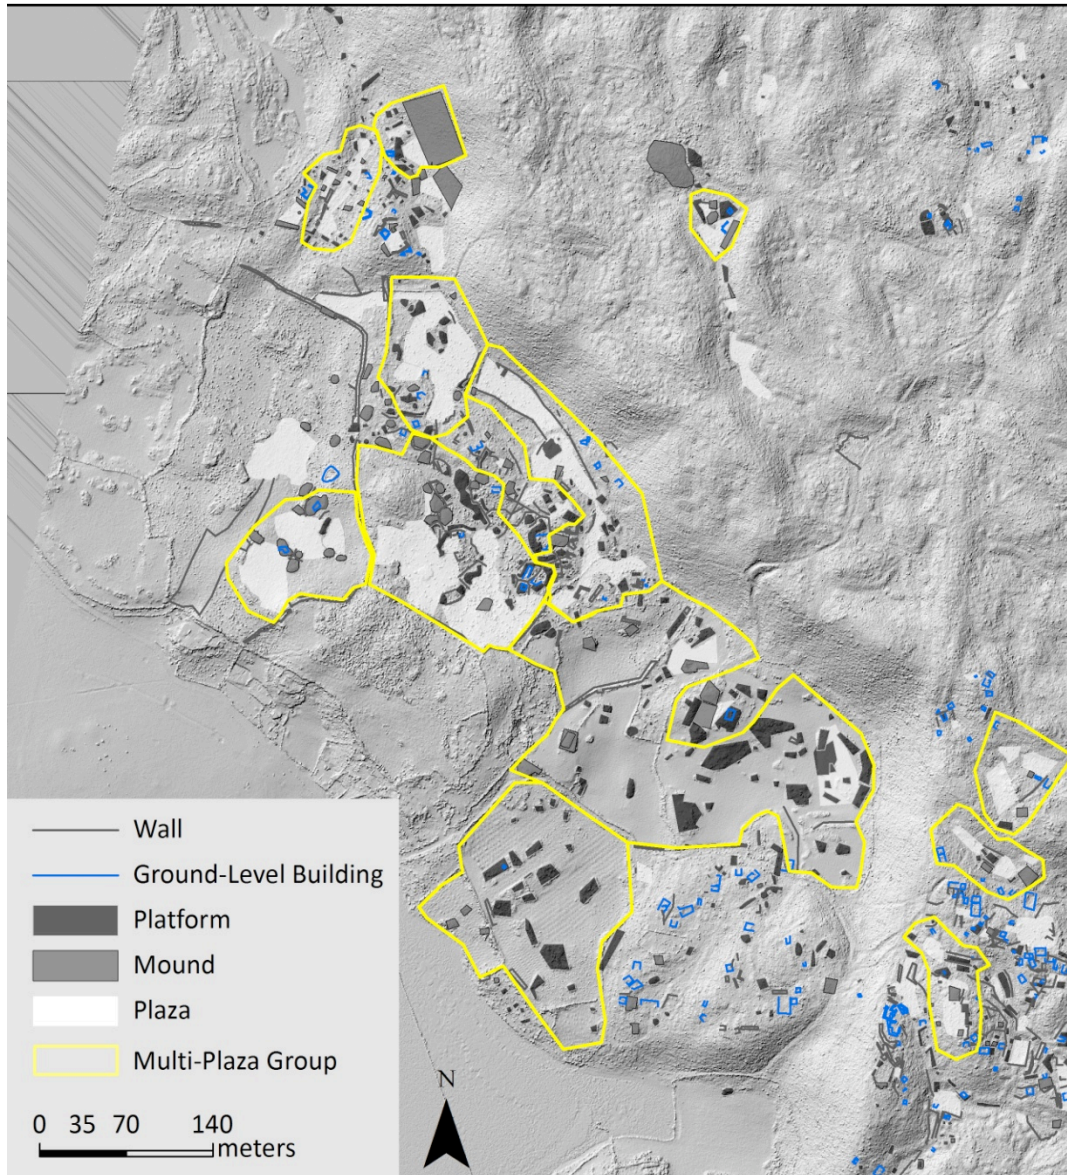 Wall
Ground-Level Building
Platform
Mound
Plaza
Multi-Plaza Group
0 35 70 140
meters
N